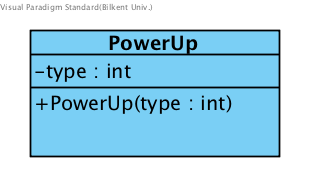 Visual Paradigm Standard(Bilkent Univ.)
PowerUp
-type : int
+PowerUp(type : int)